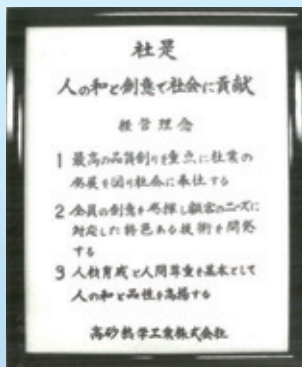 社是
人の和と創意で社会に貢献
経営理念
1 最高の品質創りを重点に社業の
発展を図り社会に奉仕する
2 全員の創意を発揮し顧客のニーズに
対応した特色ある技術を開発
する
3 人材育成と人間尊重を基本として
人の和と品性を高揚する
高砂熱学工業株式会社